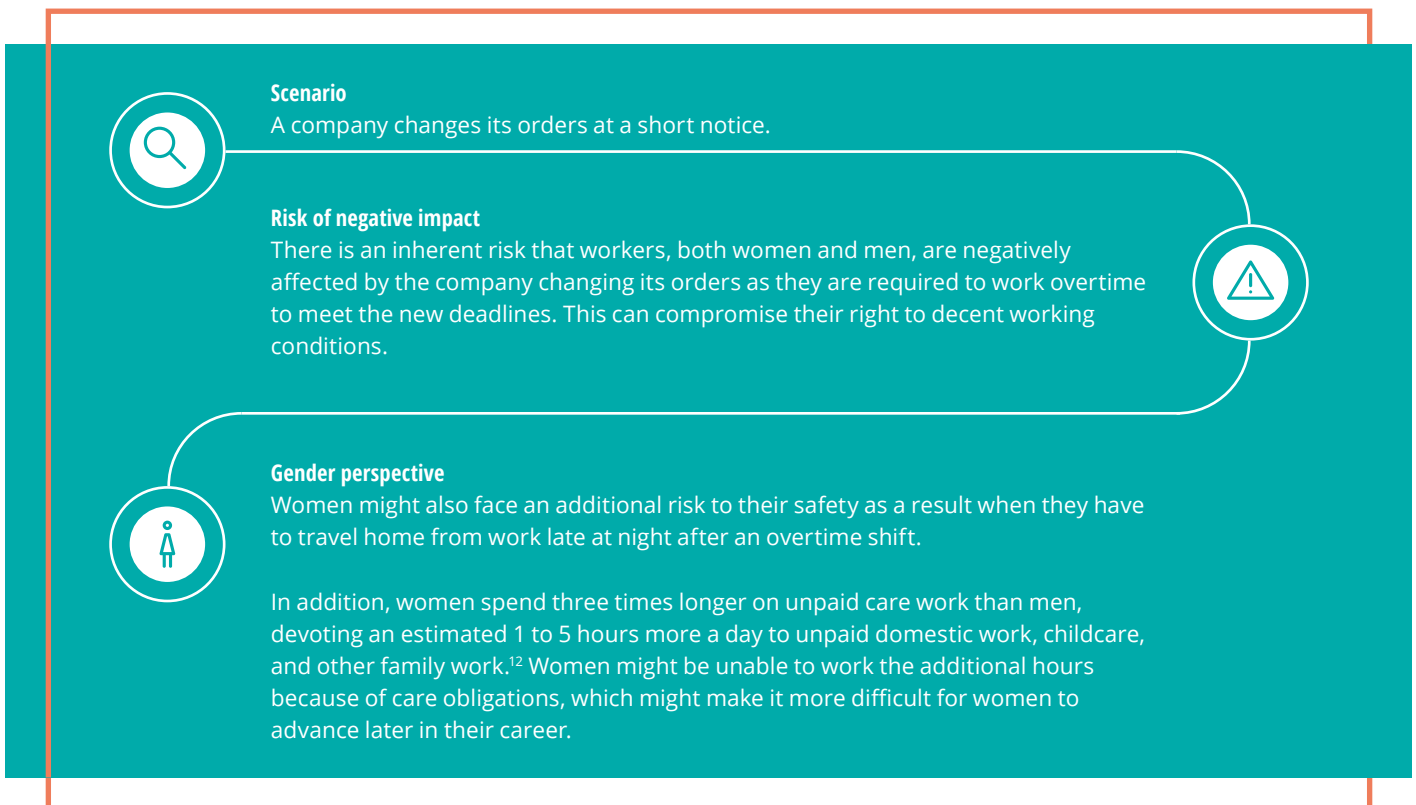 Scenario
A company changes its orders at a short notice.
Risk of negative impact
There is an inherent risk that workers, both women and men, are negatively
affected by the company changing its orders as they are required to work overtime
to meet the new deadlines. This can compromise their right to decent working
conditions.
Gender perspective
Women might also face an additional risk to their safety as a result when they have
to travel home from work late at night after an overtime shift.
In addition, women spend three times longer on unpaid care work than men,
devoting an estimated 1 to 5 hours more a day to unpaid domestic work, childcare,
and other family work.¹² Women might be unable to work the additional hours
because of care obligations, which might make it more difficult for women to
advance later in their career.